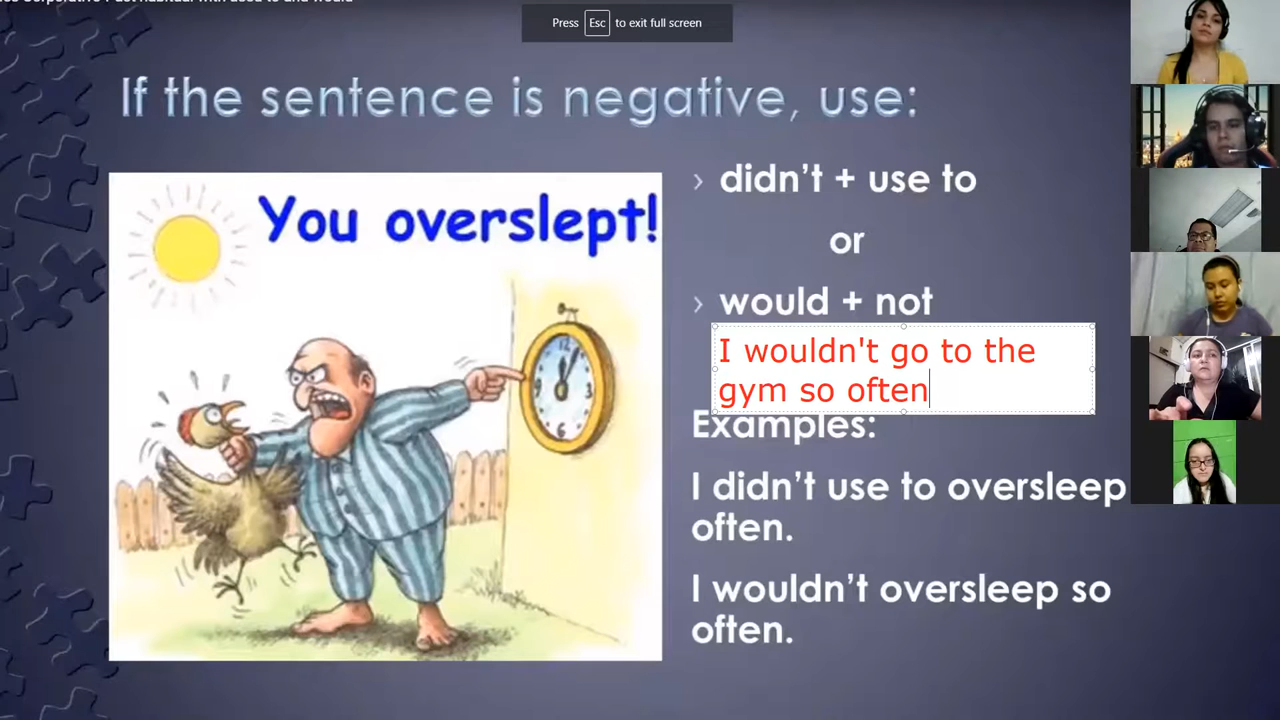 Press Esc to exit full screen
If the sentence is negative, use:
You overslept!
› didn't + use to
or
› would + not
I wouldn't go to the
gym so often
Examples:
I didn't use to oversleep
often.
I wouldn't oversleep so
often.